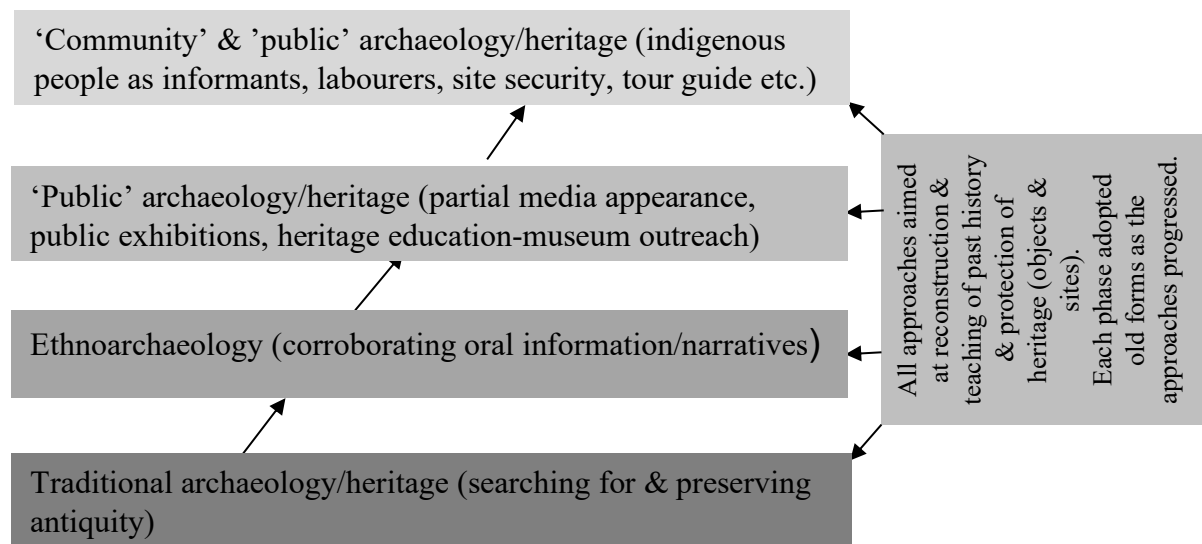 ‘Community’ & ’public’ archaeology/heritage (indigenous
people as informants, labourers, site security, tour guide etc.)
‘Public’ archaeology/heritage (partial media appearance,
public exhibitions, heritage education-museum outreach)
Ethnoarchaeology (corroborating oral information/narratives)
Traditional archaeology/heritage (searching for & preserving
antiquity)
All approaches aimed
at reconstruction &
teaching of past history
& protection of
heritage (objects &
sites).
Each phase adopted
old forms as the
approaches progressed.